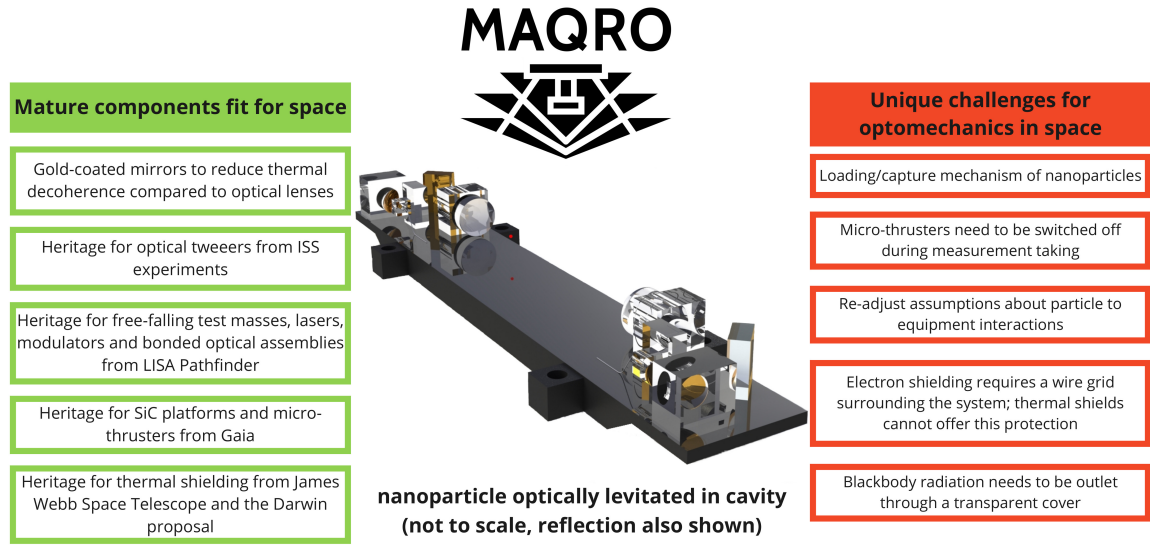 MAQRO
Mature components fit for space
Gold-coated mirrors to reduce thermal
decoherence compared to optical lenses
Heritage for optical tweeers from ISS
experiments
Heritage for free-falling test masses, lasers,
modulators and bonded optical assemblies
from LISA Pathfinder
Heritage for SiC platforms and micro-
thrusters from Gaia
Heritage for thermal shielding from James
Webb Space Telescope and the Darwin
proposal
nanoparticle optically levitated in cavity
(not to scale, reflection also shown)
Unique challenges for
optomechanics in space
Loading/capture mechanism of nanoparticles
Micro-thrusters need to be switched off
during measurement taking
Re-adjust assumptions about particle to
equipment interactions
Electron shielding requires a wire grid
surrounding the system; thermal shields
cannot offer this protection
Blackbody radiation needs to be outlet
through a transparent cover